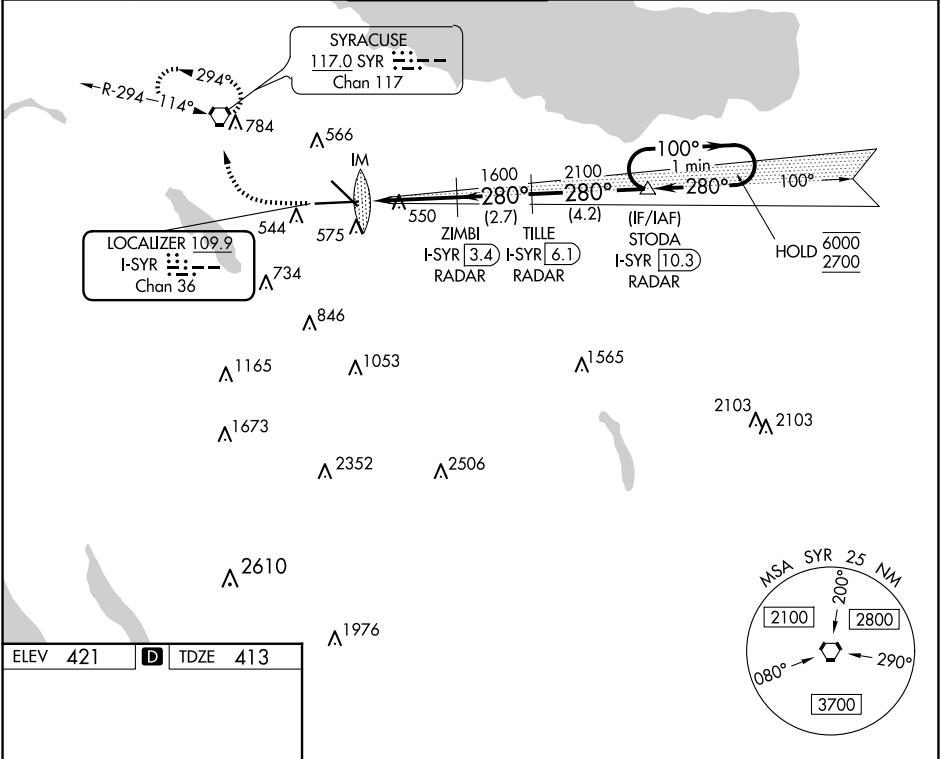 SYRACUSE
117.0 SYR
Chan 117
294°
R-294
114°
784
566
IM
1600
2100
100°
1 min
280°
280°
280°
100°
550
(2.7)
(4.2)
544
575
ZIMBI
I-SYR 3.4
RADAR
TILLE
I-SYR 6.1
RADAR
(IF/IAF)
STODA
I-SYR 10.3
RADAR
HOLD 6000
2700
LOCALIZER 109.9
I-SYR
Chan 36
734
846
1165
1053
1565
1673
2103
2103
2352
2506
2610
1976
MSA SYR 25 NM
200°
2100
2800
080°
290°
3700
ELEV 421 D TDZE 413